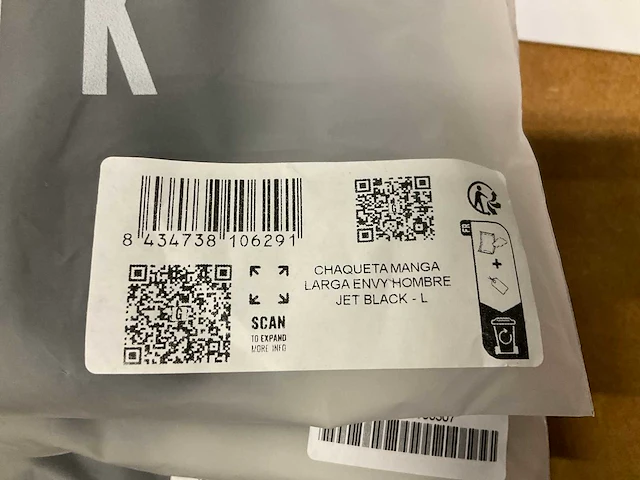 K
8 434738 106291
CHAQUETA MANGA
LARGA ENVY HOMBRE
JET BLACK - L
SCAN
TO EXPAND
MORE INFO
G
FR